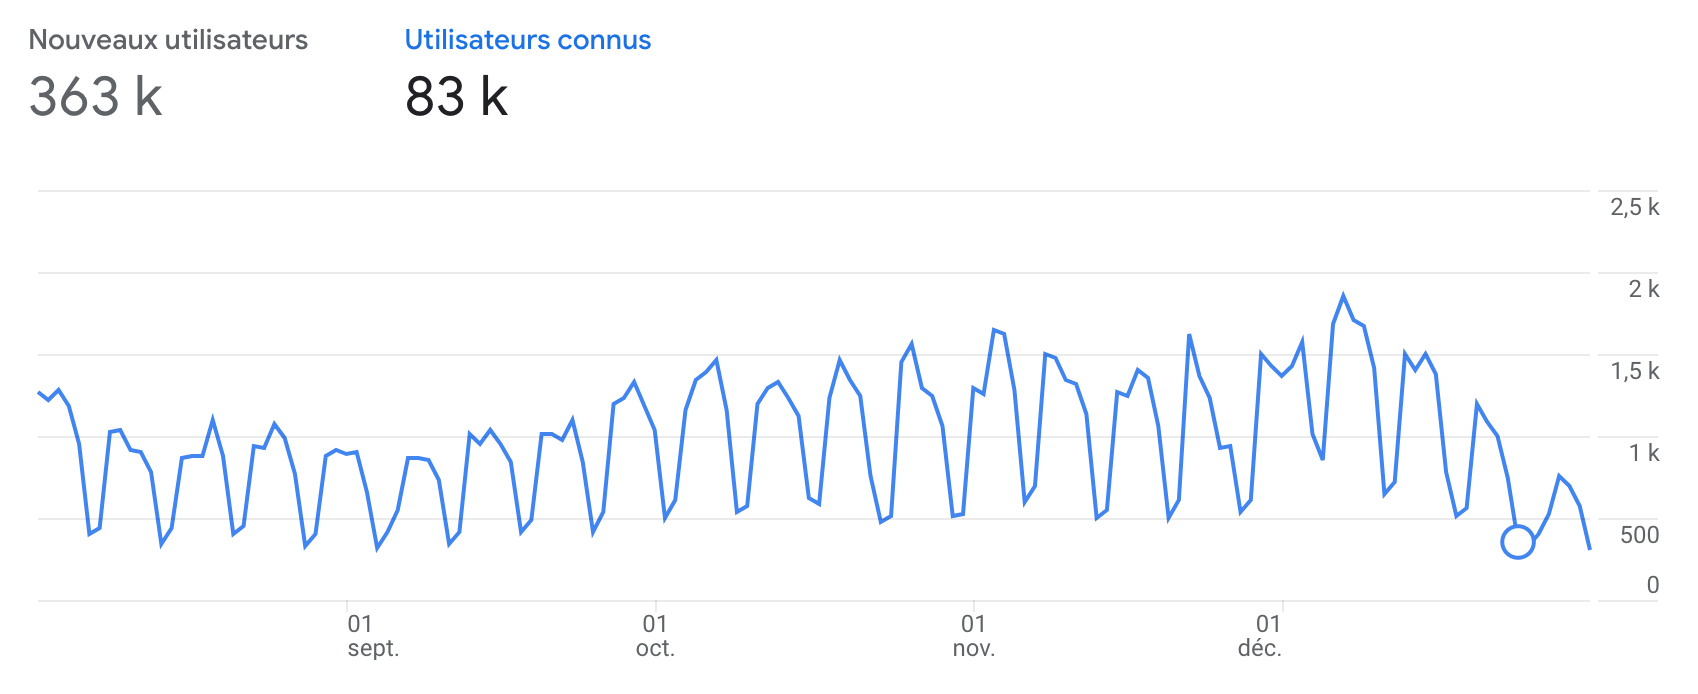 Nouveaux utilisateurs
363 k
Utilisateurs connus
83 k
2,5 k
2 k
1,5 k
1 k
500
0
01
sept.
01
oct.
01
nov.
01
déc.